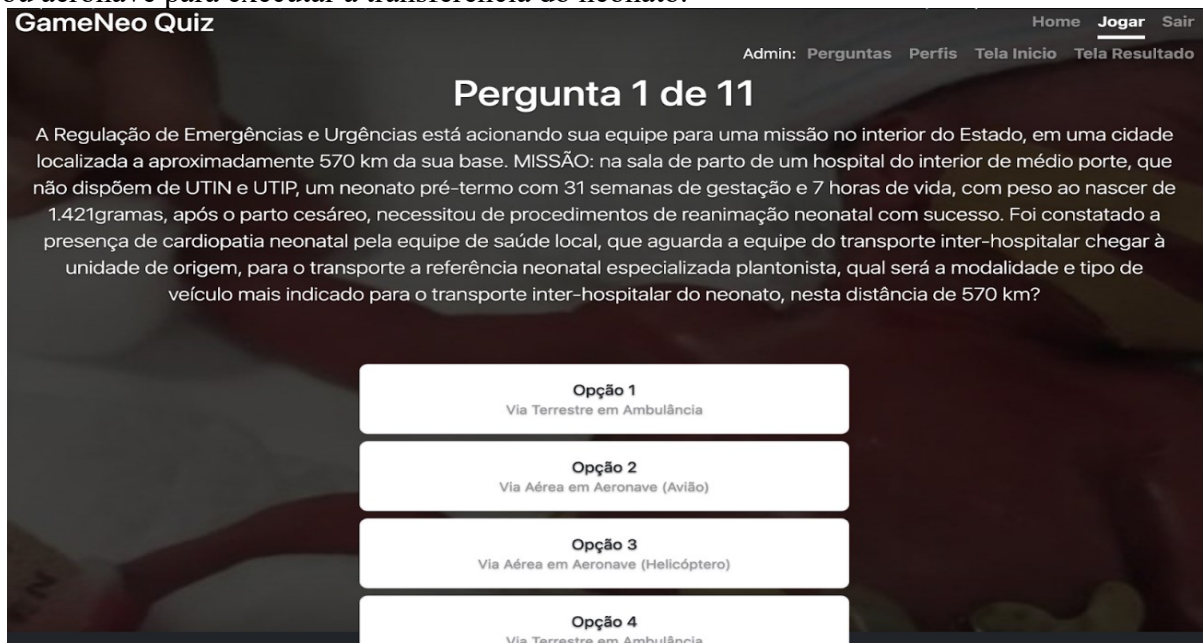 ou aeronave para executar a transferência do neonato.
GameNeo Quiz
Home Jogar Sair
Admin: Perguntas Perfis Tela Inicio Tela Resultado
Pergunta 1 de 11
A Regulação de Emergências e Urgências está acionando sua equipe para uma missão no interior do Estado, em uma cidade
localizada a aproximadamente 570 km da sua base. MISSÃO: na sala de parto de um hospital do interior de médio porte, que
não dispõem de UTIN e UTIP, um neonato pré-termo com 31 semanas de gestação e 7 horas de vida, com peso ao nascer de
1.421gramas, após o parto cesáreo, necessitou de procedimentos de reanimação neonatal com sucesso. Foi constatado a
presença de cardiopatia neonatal pela equipe de saúde local, que aguarda a equipe do transporte inter-hospitalar chegar à
unidade de origem, para o transporte a referência neonatal especializada plantonista, qual será a modalidade e tipo de
veículo mais indicado para o transporte inter-hospitalar do neonato, nesta distância de 570 km?
Opção 1
Via Terrestre em Ambulância
Opção 2
Via Aérea em Aeronave (Avião)
Opção 3
Via Aérea em Aeronave (Helicóptero)
Opção 4
Via Terrestre em Ambulância